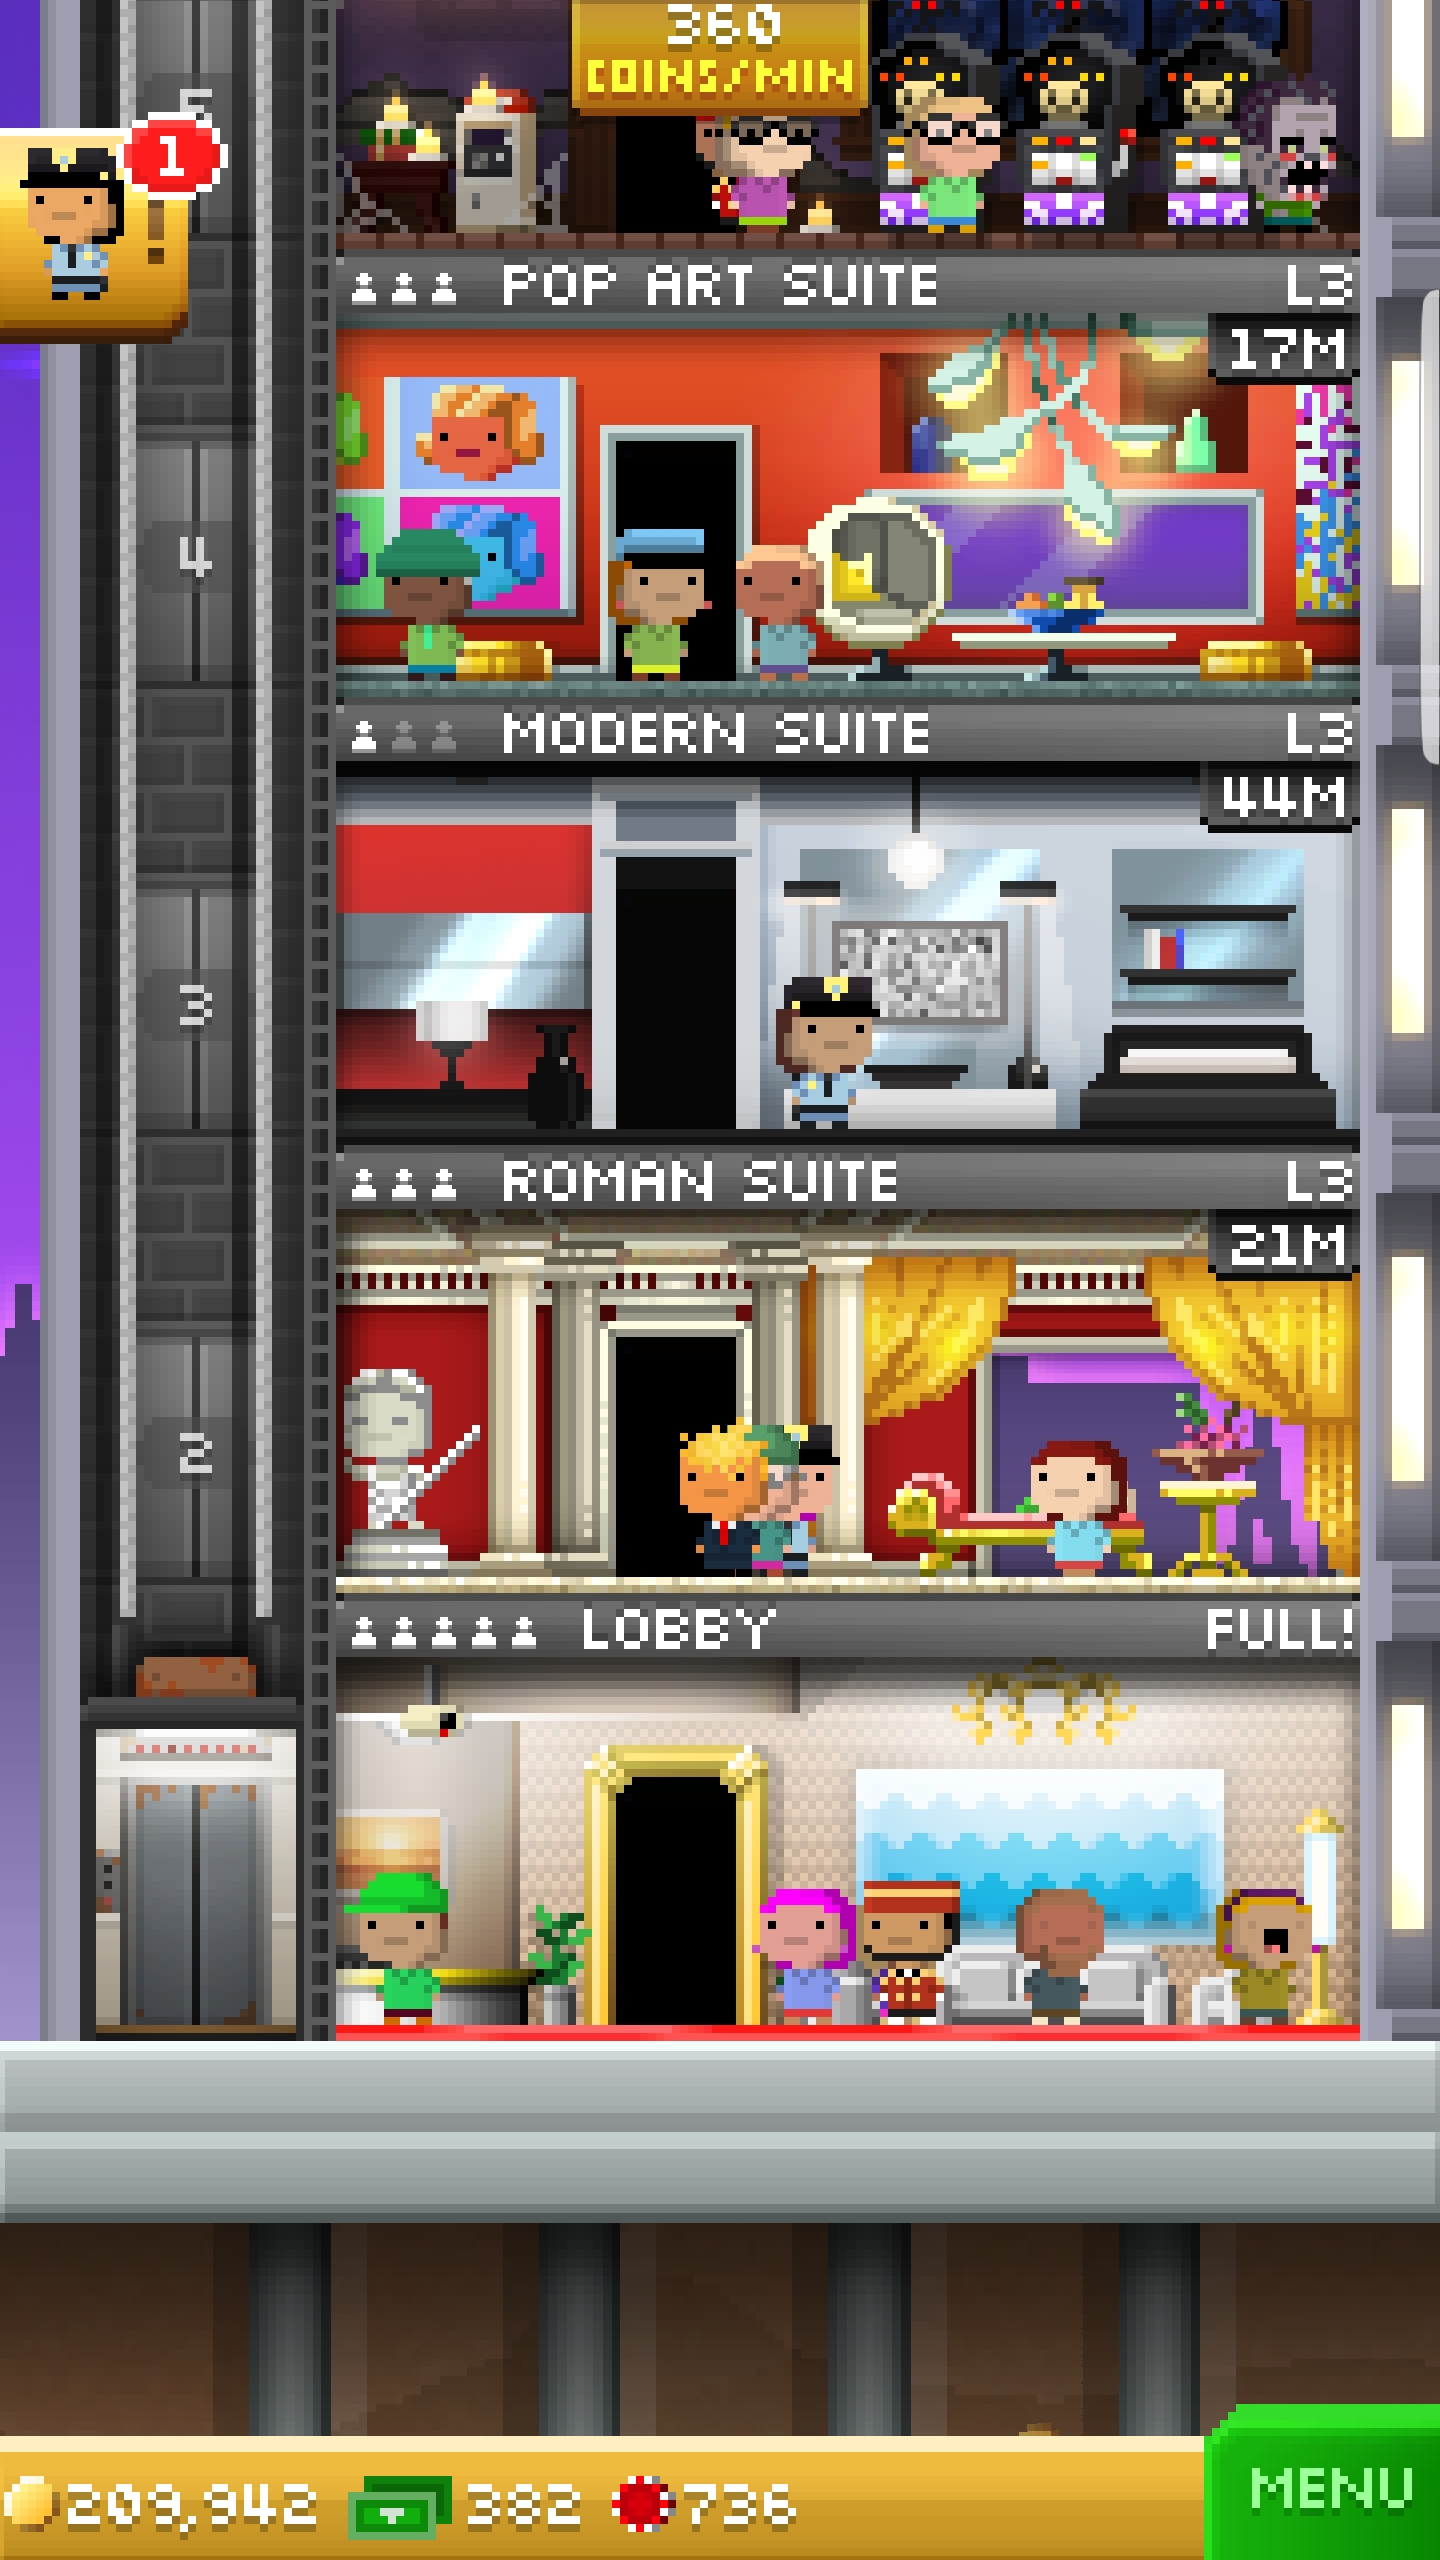 360
COINS/MIN
5
1
POP ART SUITE L3
17M
4
MODERN SUITE L3
44M
3
ROMAN SUITE L3
21M
2
LOBBY FULL!
209,942 382 736
MENU